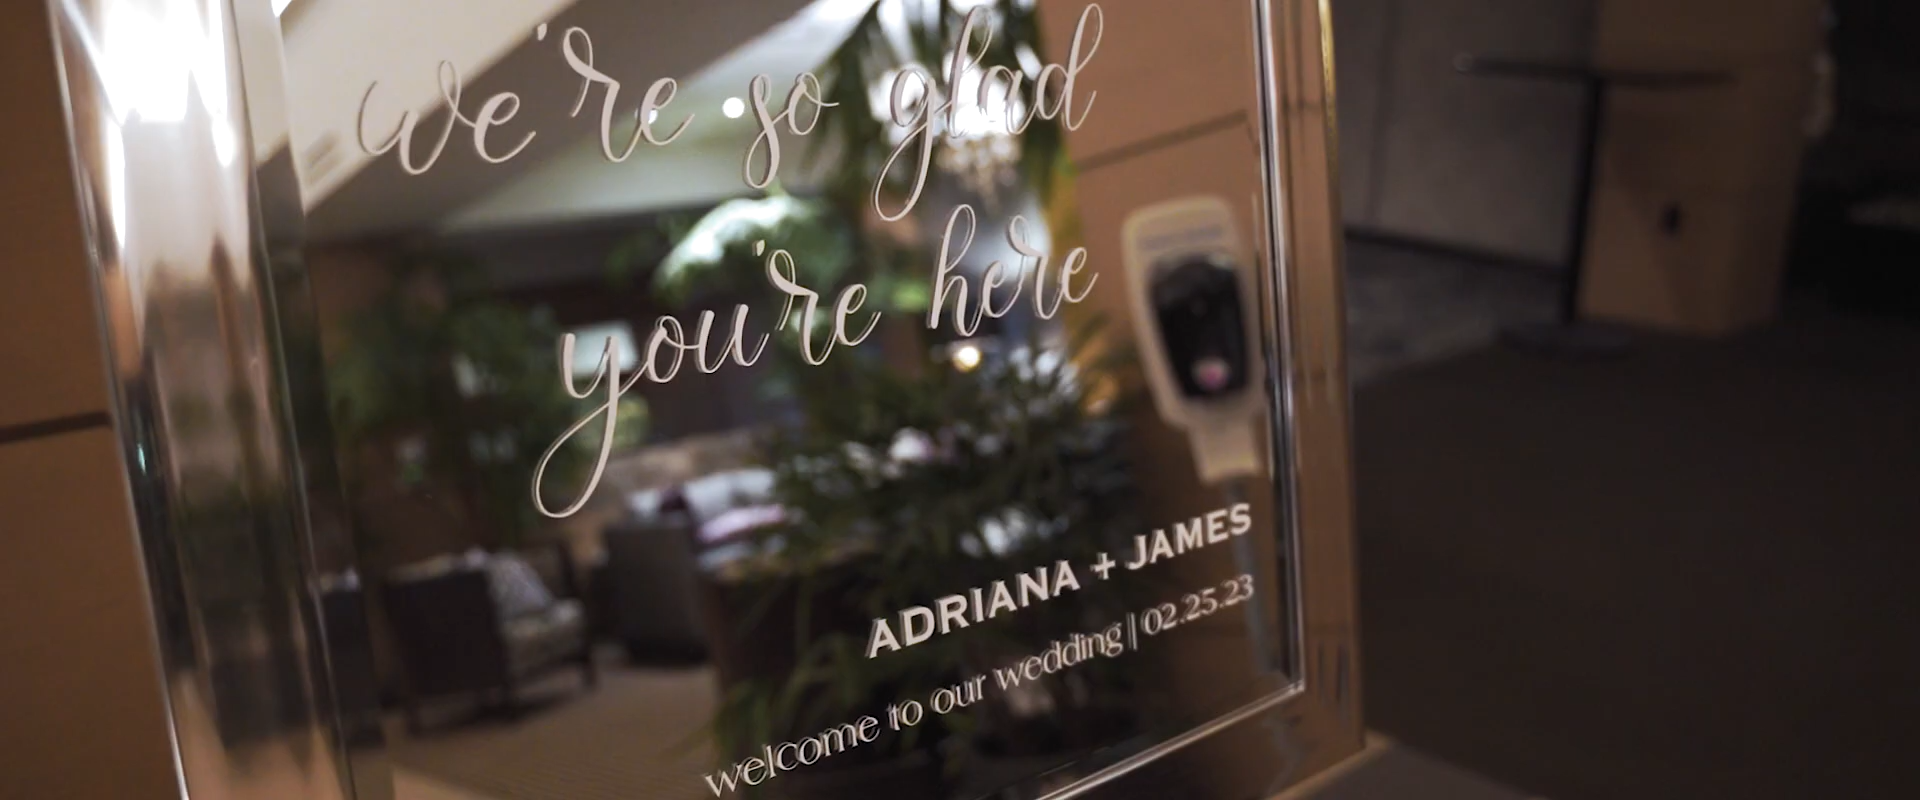 we're so glad
you're here
ADRIANA + JAMES
welcome to our wedding | 02.25.23